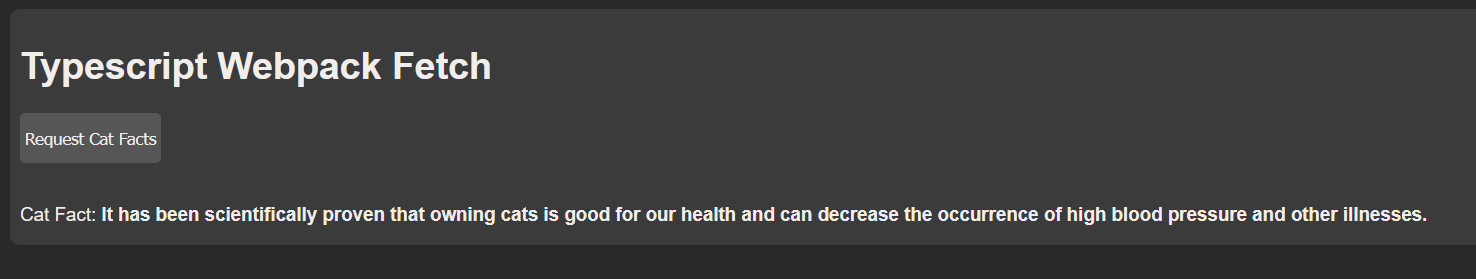 Typescript Webpack Fetch
Request Cat Facts
Cat Fact: It has been scientifically proven that owning cats is good for our health and can decrease the occurrence of high blood pressure and other illnesses.